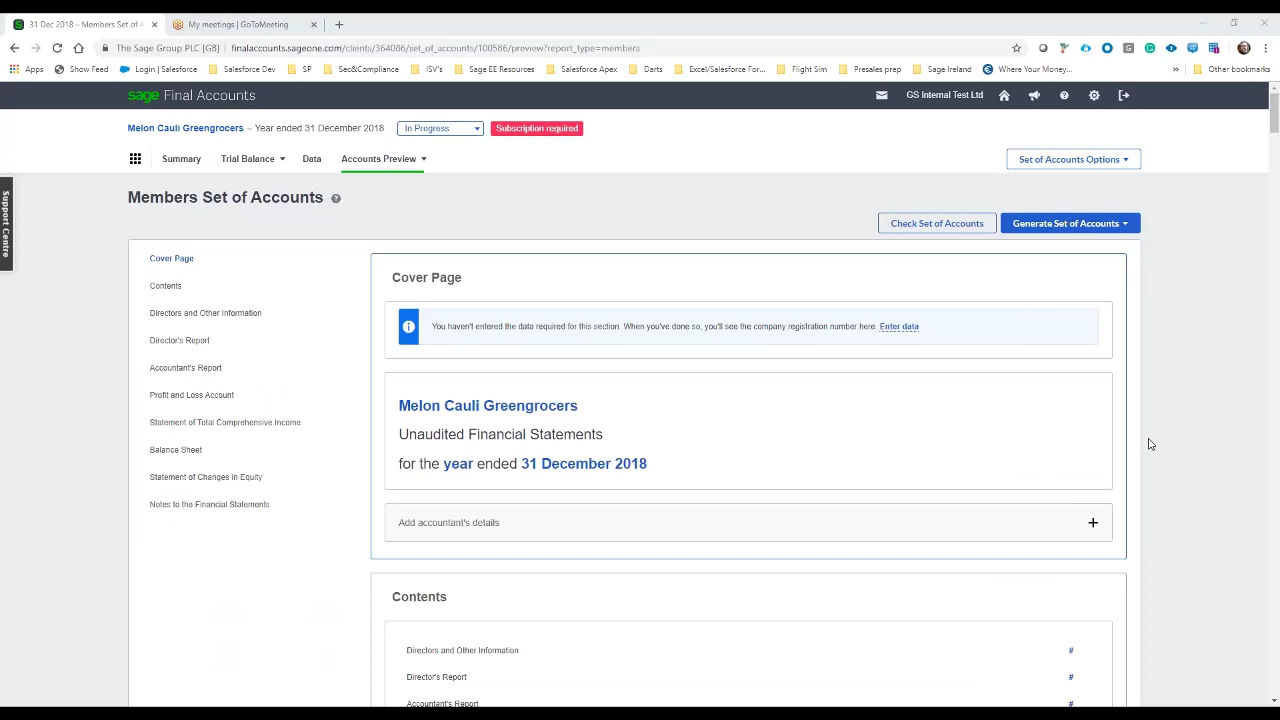 31 Dec 2018 – Members Set of A
My meetings | GoToMeeting
The Sage Group PLC [GB] | finalaccounts.sageone.com/clients/364086/set_of_accounts/100586/preview?report_type=members
Apps Show Feed Login | Salesforce Salesforce Dev SP Sec&Compliance ISV's Sage EE Resources Salesforce Apex Darts Excel/Salesforce For... Flight Sim Presales prep Sage Ireland Where Your Money... » Other bookmarks
sage Final Accounts GS Internal Test Ltd
Melon Cauli Greengrocers – Year ended 31 December 2018 In Progress Subscription required
Summary Trial Balance Data Accounts Preview Set of Accounts Options
Support Centre
Members Set of Accounts
Check Set of Accounts Generate Set of Accounts
Cover Page
Contents
Directors and Other Information
Director's Report
Accountant's Report
Profit and Loss Account
Statement of Total Comprehensive Income
Balance Sheet
Statement of Changes in Equity
Notes to the Financial Statements
Cover Page
You haven't entered the data required for this section. When you've done so, you'll see the company registration number here. Enter data
Melon Cauli Greengrocers
Unaudited Financial Statements
for the year ended 31 December 2018
Add accountant's details +
Contents
Directors and Other Information #
Director's Report #
Accountant's Report #